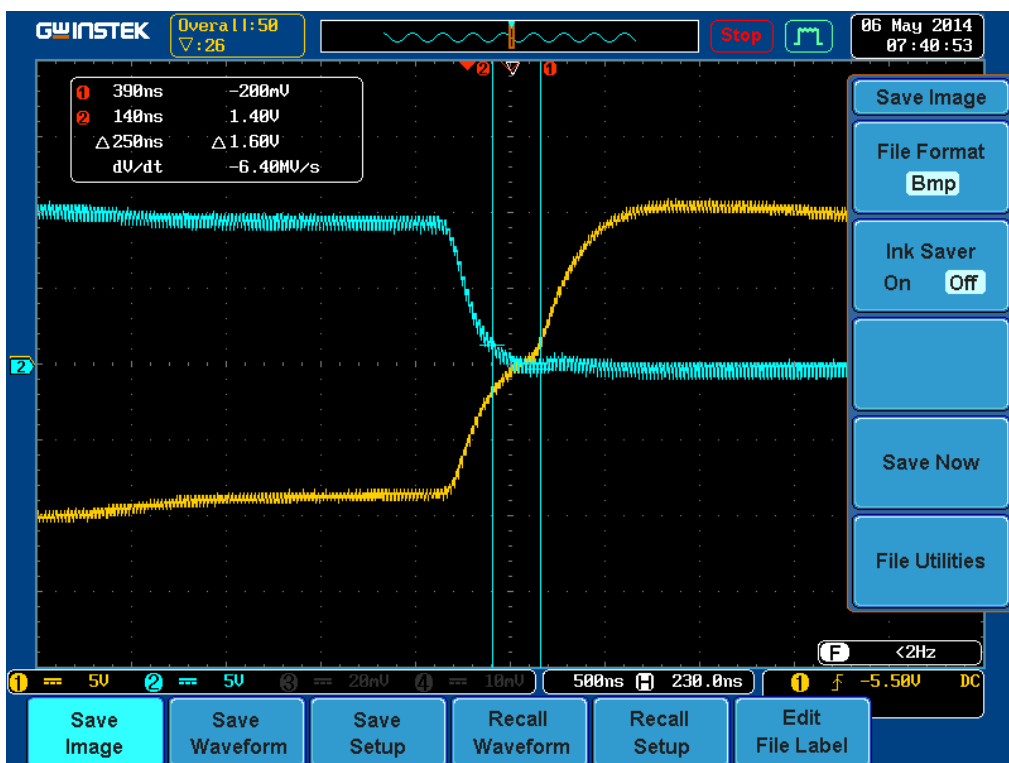 GWINSTEK
Overall:50
▽:26
Stop
06 May 2014
07:40:53
2 ▽ 1
1 390ns -200mV
2 140ns 1.40V
△250ns △1.60V
dV/dt -6.40MV/s
2
Save Image
File Format
Bmp
Ink Saver
On Off
Save Now
File Utilities
F <2Hz
1 5V 2 5V 3 20mV 4 10mV 500ns H 230.0ns 1 -5.50V DC
Save Image
Save Waveform
Save Setup
Recall Waveform
Recall Setup
Edit File Label